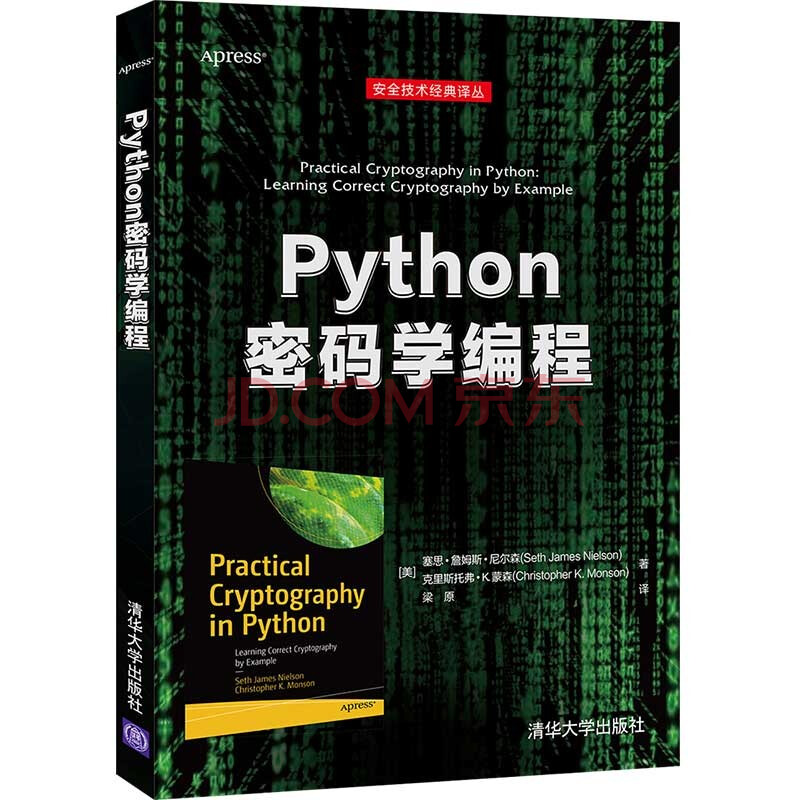 Apress®
Python密码学编程
清华大学出版社
Apress®
安全技术经典译丛
Practical Cryptography in Python:
Learning Correct Cryptography by Example
Python
密码学编程
JD.COM 京东
Practical
Cryptography
in Python
Learning Correct Cryptography
by Example
Seth James Nielson
Christopher K. Monson
Apress®
[美] 塞思·詹姆斯·尼尔森(Seth James Nielson) 著
克里斯托弗·K.蒙森(Christopher K. Monson)
梁 原 译
清华大学出版社